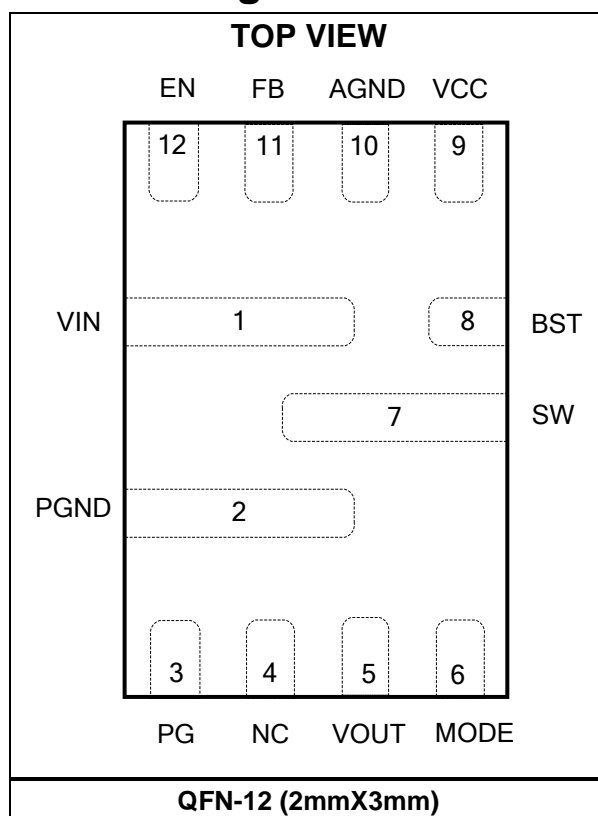 TOP VIEW
EN FB AGND VCC
12 11 10 9
VIN 1 8 BST
7 SW
PGND 2
3 4 5 6
PG NC VOUT MODE
QFN-12 (2mmX3mm)